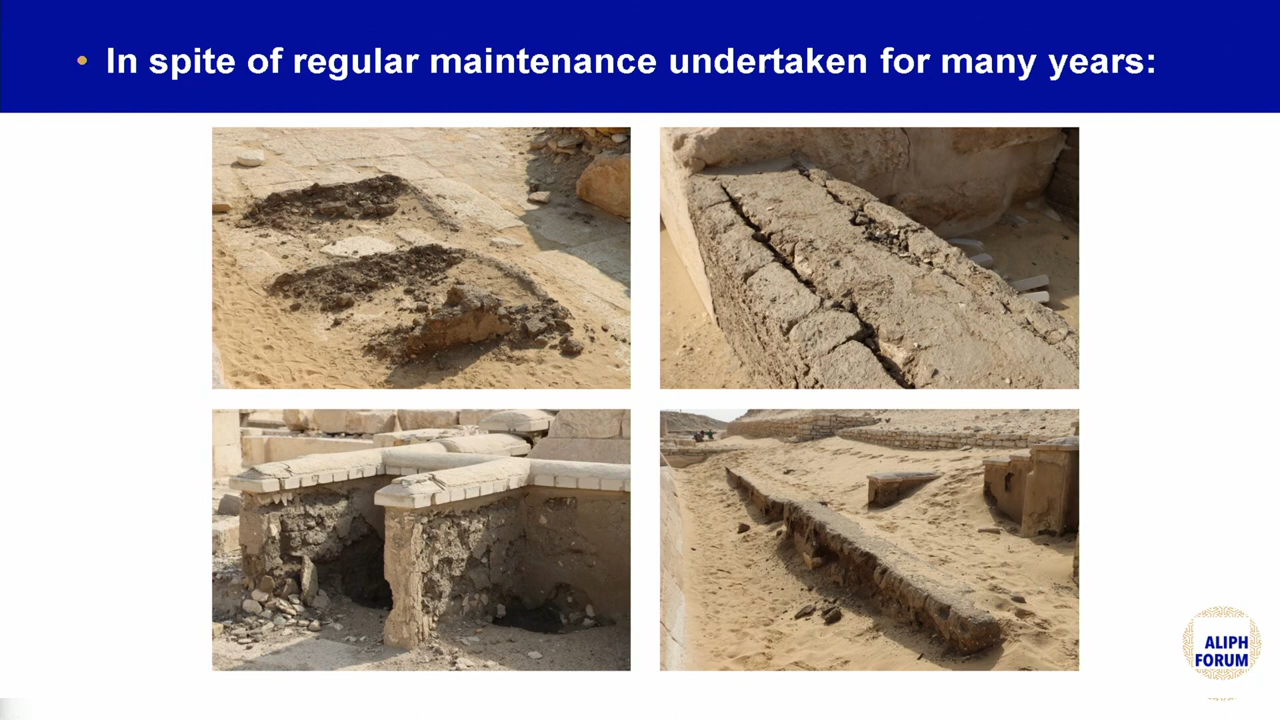 • In spite of regular maintenance undertaken for many years:
ALIPH
FORUM